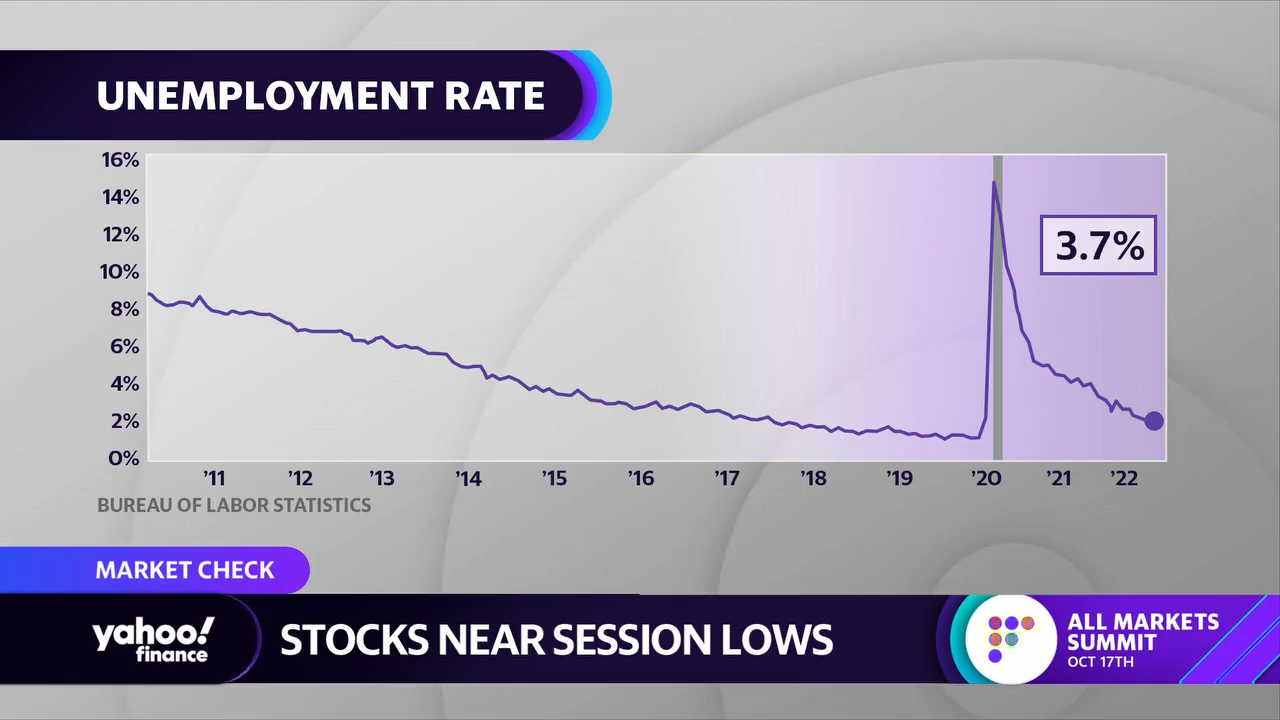 UNEMPLOYMENT RATE
16%
14%
12%
10%
8%
6%
4%
2%
0%
3.7%
’11 ’12 ’13 ’14 ’15 ’16 ’17 ’18 ’19 ’20 ’21 ’22
BUREAU OF LABOR STATISTICS
MARKET CHECK
yahoo!
finance
STOCKS NEAR SESSION LOWS
ALL MARKETS
SUMMIT
OCT 17TH